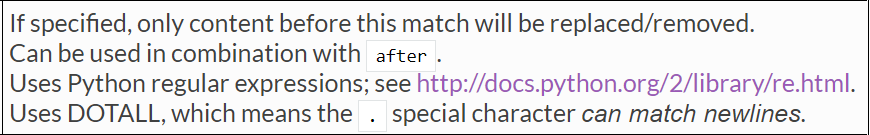 If specified, only content before this match will be replaced/removed.
Can be used in combination with after.
Uses Python regular expressions; see http://docs.python.org/2/library/re.html.
Uses DOTALL, which means the . special character can match newlines.